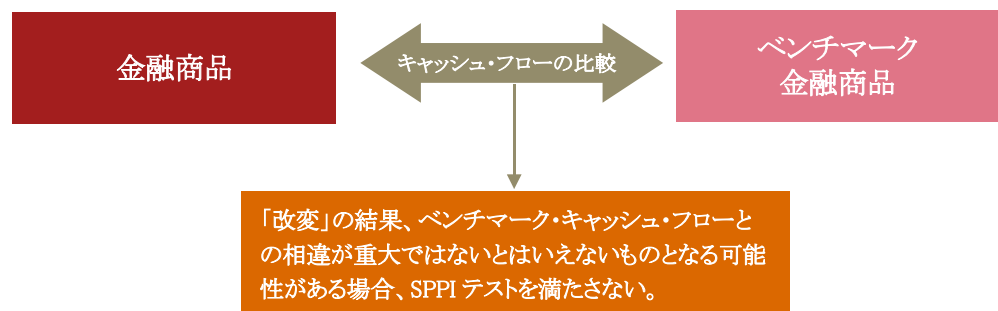 金融商品
キャッシュ・フローの比較
ベンチマーク
金融商品
「改変」の結果、ベンチマーク・キャッシュ・フローと
の相違が重大ではないとはいえないものとなる可能
性がある場合、SPPI テストを満たさない。